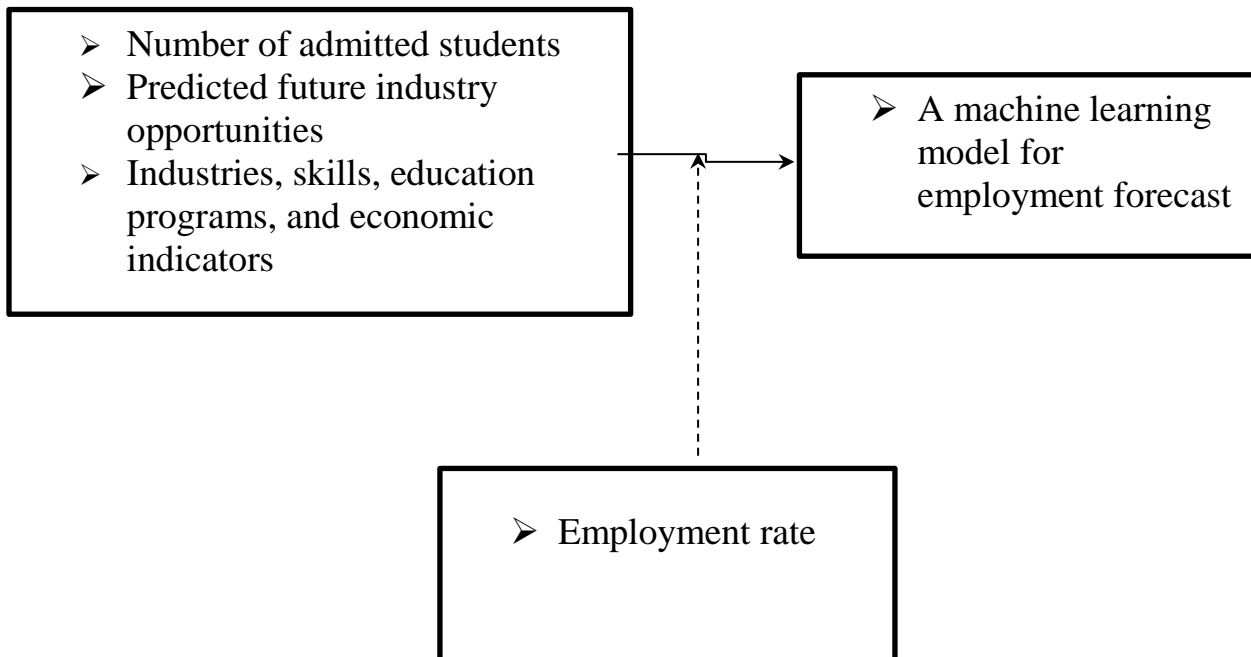 ➢ Number of admitted students
➢ Predicted future industry
opportunities
➢ Industries, skills, education
programs, and economic
indicators
➢ A machine learning
model for
employment forecast
➢ Employment rate